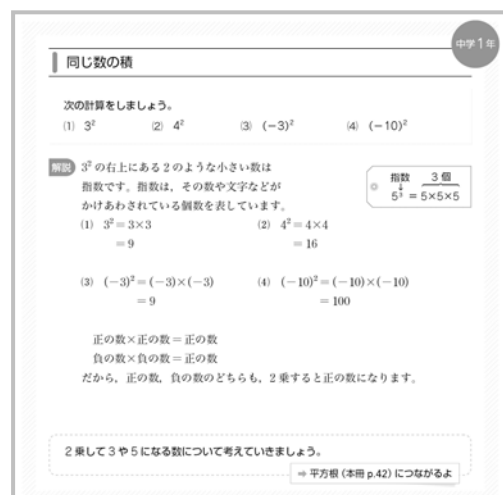 中学1年
同じ数の積
次の計算をしましょう。
(1) 3² (2) 4² (3) (−3)² (4) (−10)²
解説 3²の右上にある2のような小さい数は
指数です。指数は，その数や文字などが
かけあわされている個数を表しています。
指数 3個
⇓
5³ = 5×5×5
(1) 3²＝3×3 (2) 4²＝4×4
＝9 ＝16
(3) (−3)²＝(−3)×(−3) (4) (−10)²＝(−10)×(−10)
＝9 ＝100
正の数×正の数＝正の数
負の数×負の数＝正の数
だから，正の数，負の数のどちらも，2乗すると正の数になります。
2乗して3や5になる数について考えていきましょう。
⇒ 平方根（本冊 p.42）につながるよ